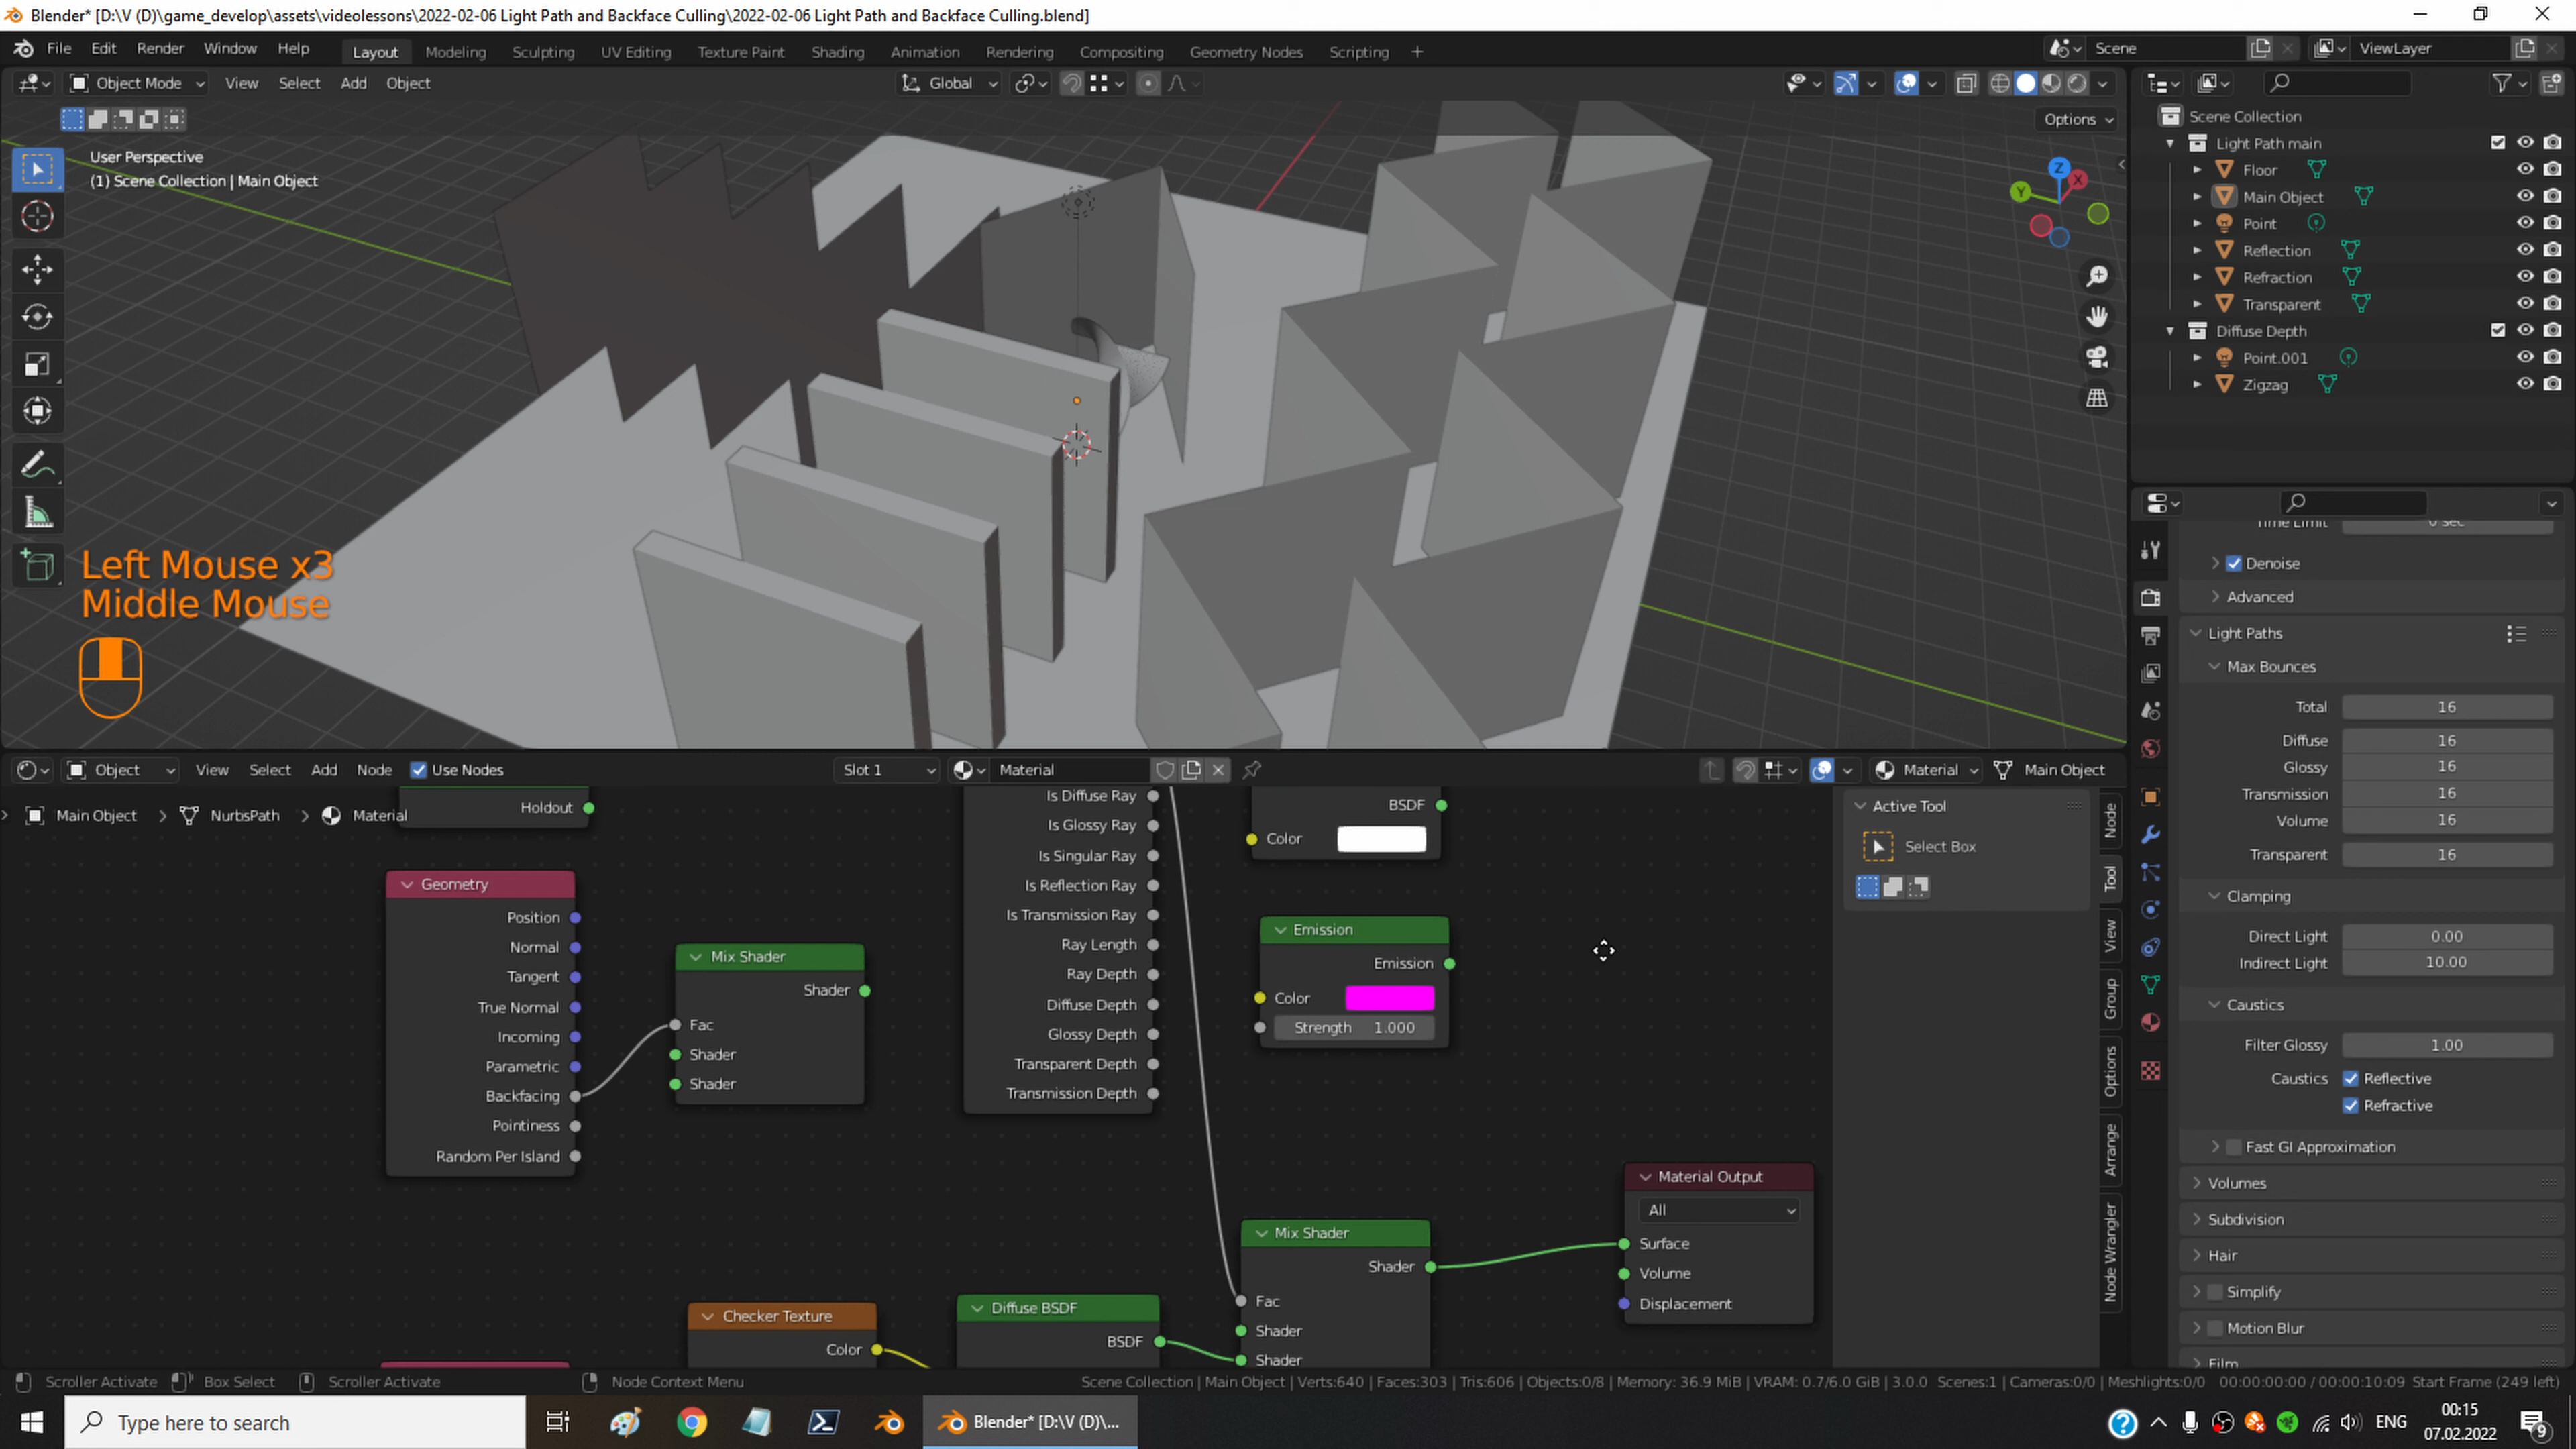 Blender* [D:\V (D)\game_develop\assets\videolessons\2022-02-06 Light Path and Backface Culling\2022-02-06 Light Path and Backface Culling.blend]
File Edit Render Window Help Layout Modeling Sculpting UV Editing Texture Paint Shading Animation Rendering Compositing Geometry Nodes Scripting + Scene ViewLayer
Object Mode View Select Add Object Global
Options
User Perspective
(1) Scene Collection | Main Object
Z
X
Y
Left Mouse x3
Middle Mouse
Scene Collection
Light Path main
Floor
Main Object
Point
Reflection
Refraction
Transparent
Diffuse Depth
Point.001
Zigzag
Time Limit 0 sec
Denoise
Advanced
Light Paths
Max Bounces
Total 16
Diffuse 16
Glossy 16
Transmission 16
Volume 16
Transparent 16
Clamping
Direct Light 0.00
Indirect Light 10.00
Caustics
Filter Glossy 1.00
Caustics Reflective
Refractive
Fast GI Approximation
Volumes
Subdivision
Hair
Simplify
Motion Blur
Film
Object View Select Add Node Use Nodes Slot 1 Material Material Main Object
Main Object > NurbsPath > Material
Holdout
Geometry
Position
Normal
Tangent
True Normal
Incoming
Parametric
Backfacing
Pointiness
Random Per Island
Mix Shader
Shader
Fac
Shader
Shader
Is Diffuse Ray
Is Glossy Ray
Is Singular Ray
Is Reflection Ray
Is Transmission Ray
Ray Length
Ray Depth
Diffuse Depth
Glossy Depth
Transparent Depth
Transmission Depth
BSDF
Color
Emission
Emission
Color
Strength 1.000
Material Output
All
Surface
Volume
Displacement
Mix Shader
Shader
Fac
Shader
Shader
Checker Texture
Color
Diffuse BSDF
BSDF
Active Tool
Select Box
Node
Tool
View
Group
Options
Arrange
Node Wrangler
Scroller Activate Box Select Scroller Activate Node Context Menu Scene Collection | Main Object | Verts:640 | Faces:303 | Tris:606 | Objects:0/8 | Memory: 36.9 MiB | VRAM: 0.7/6.0 GiB | 3.0.0 Scenes:1 | Cameras:0/0 | Meshlights:0/0 00:00:00:00 / 00:00:10:09 Start Frame (249 left)
Type here to search Blender* [D:\V (D)\... ENG 00:15
07.02.2022 9